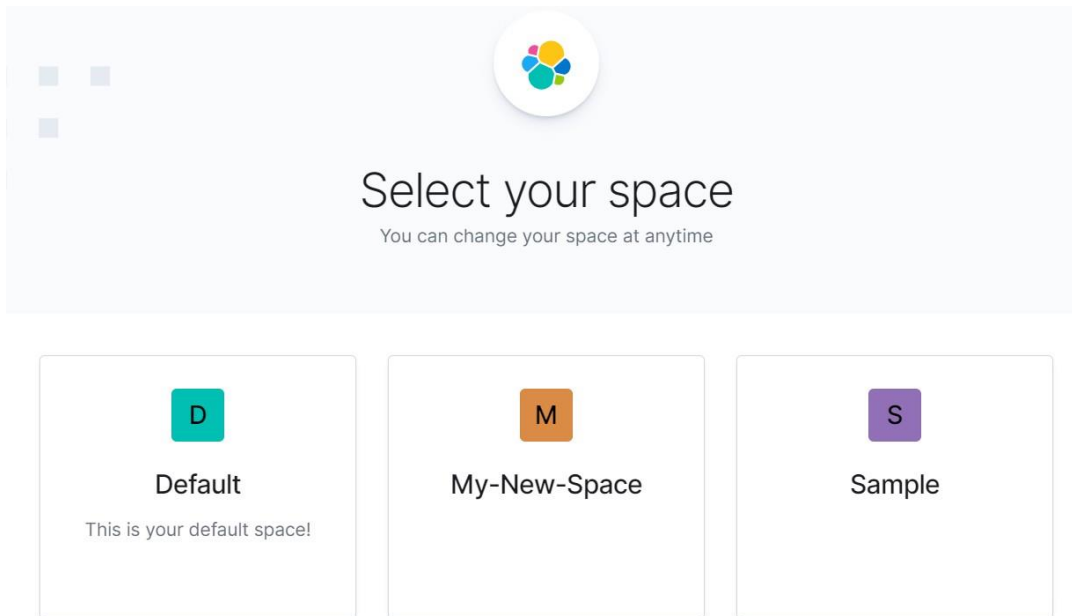 Select your space
You can change your space at anytime
D
M
S
Default
My-New-Space
Sample
This is your default space!